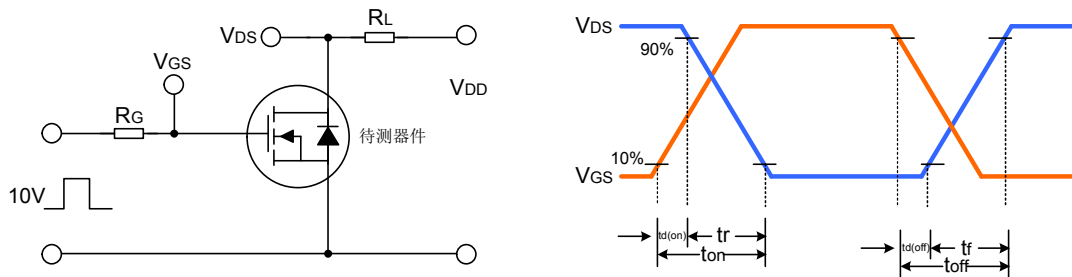 VDS
RL
VGS
VDD
RG
待测器件
10V
VDS
90%
10%
VGS
td(on)
tr
ton
td(off)
tf
toff